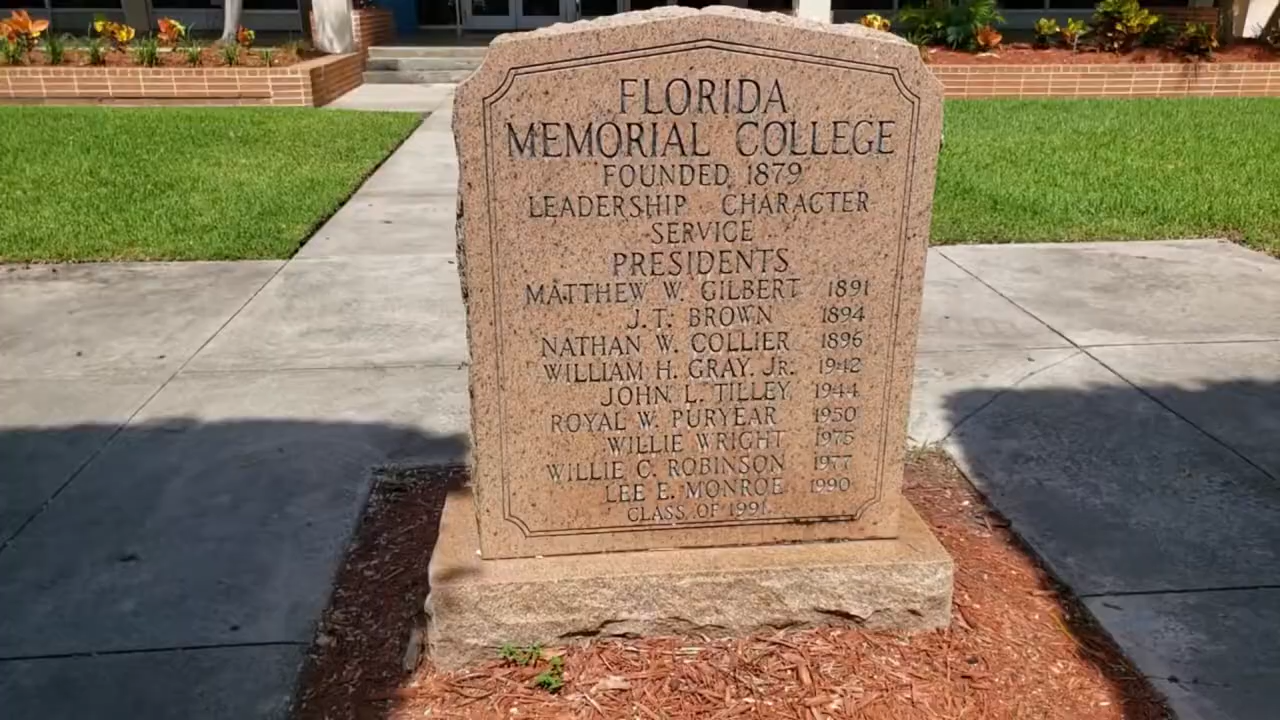 FLORIDA
MEMORIAL COLLEGE
FOUNDED 1879
LEADERSHIP CHARACTER
SERVICE
PRESIDENTS
MATTHEW W. GILBERT 1891
J. T. BROWN 1894
NATHAN W. COLLIER 1896
WILLIAM H. GRAY, JR. 1942
JOHN L. TILLEY 1944
ROYAL W. PURYEAR 1950
WILLIE WRIGHT 1975
WILLIE C. ROBINSON 1977
LEE E. MONROE 1990
CLASS OF 1991